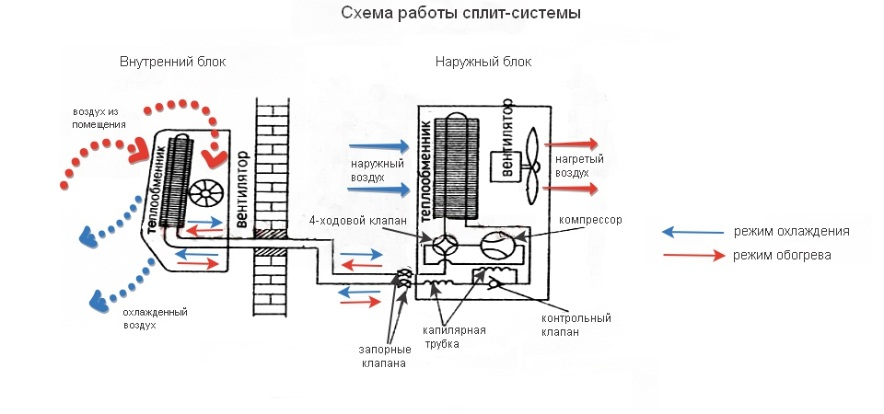 Схема работы сплит-системы
Внутренний блок
Наружный блок
воздух из
помещения
теплообменник
вентилятор
охлажденный
воздух
наружный
воздух
теплообменник
вентилятор
нагретый
воздух
4-ходовой клапан
компрессор
запорные
клапана
капилярная
трубка
контрольный
клапан
режим охлаждения
режим обогрева